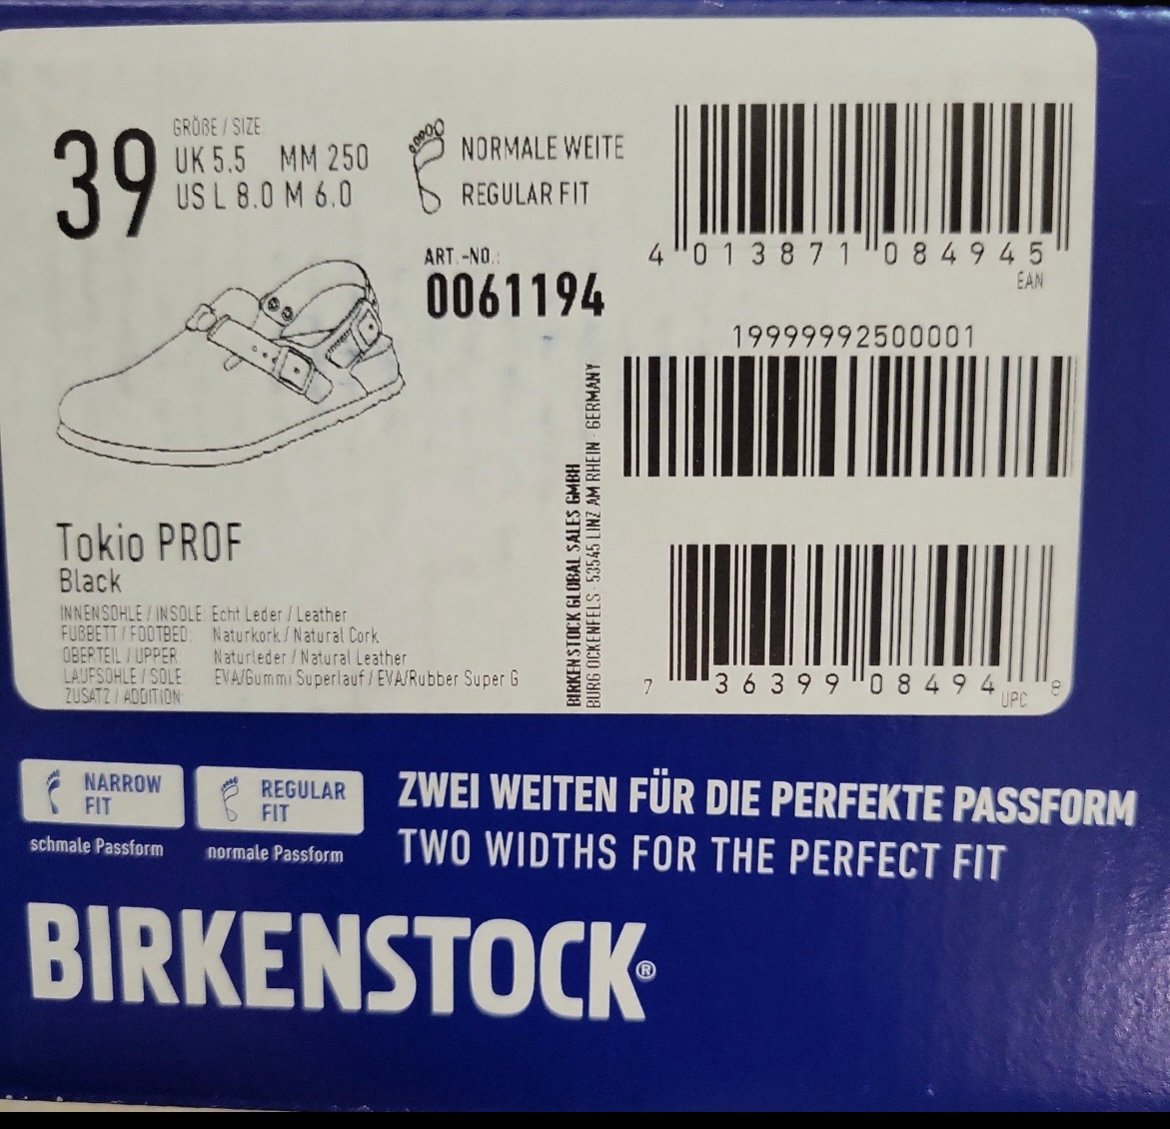 39
GRÖßE / SIZE
UK 5.5 MM 250
US L 8.0 M 6.0
NORMALE WEITE
REGULAR FIT
ART.-NO.:
0061194
4 013871 084945
EAN
19999992500001
Tokio PROF
Black
INNENSOHLE / INSOLE: Echt Leder / Leather
FUßBETT / FOOTBED: Naturkork / Natural Cork
OBERTEIL / UPPER: Naturleder / Natural Leather
LAUFSOHLE / SOLE: EVA/Gummi Superlauf / EVA/Rubber Super G
ZUSATZ / ADDITION:
BIRKENSTOCK GLOBAL SALES GMBH
BURG OCKENFELS · 53545 LINZ AM RHEIN · GERMANY
7 36399 08494 8
UPC
NARROW
FIT
schmale Passform
REGULAR
FIT
normale Passform
ZWEI WEITEN FÜR DIE PERFEKTE PASSFORM
TWO WIDTHS FOR THE PERFECT FIT
BIRKENSTOCK®